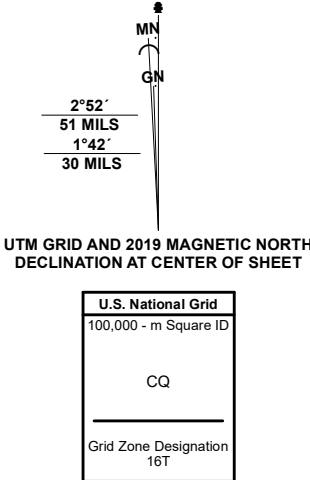 MN
GN
2°52´
51 MILS
1°42´
30 MILS
UTM GRID AND 2019 MAGNETIC NORTH
DECLINATION AT CENTER OF SHEET
U.S. National Grid
100,000 - m Square ID
CQ
Grid Zone Designation
16T